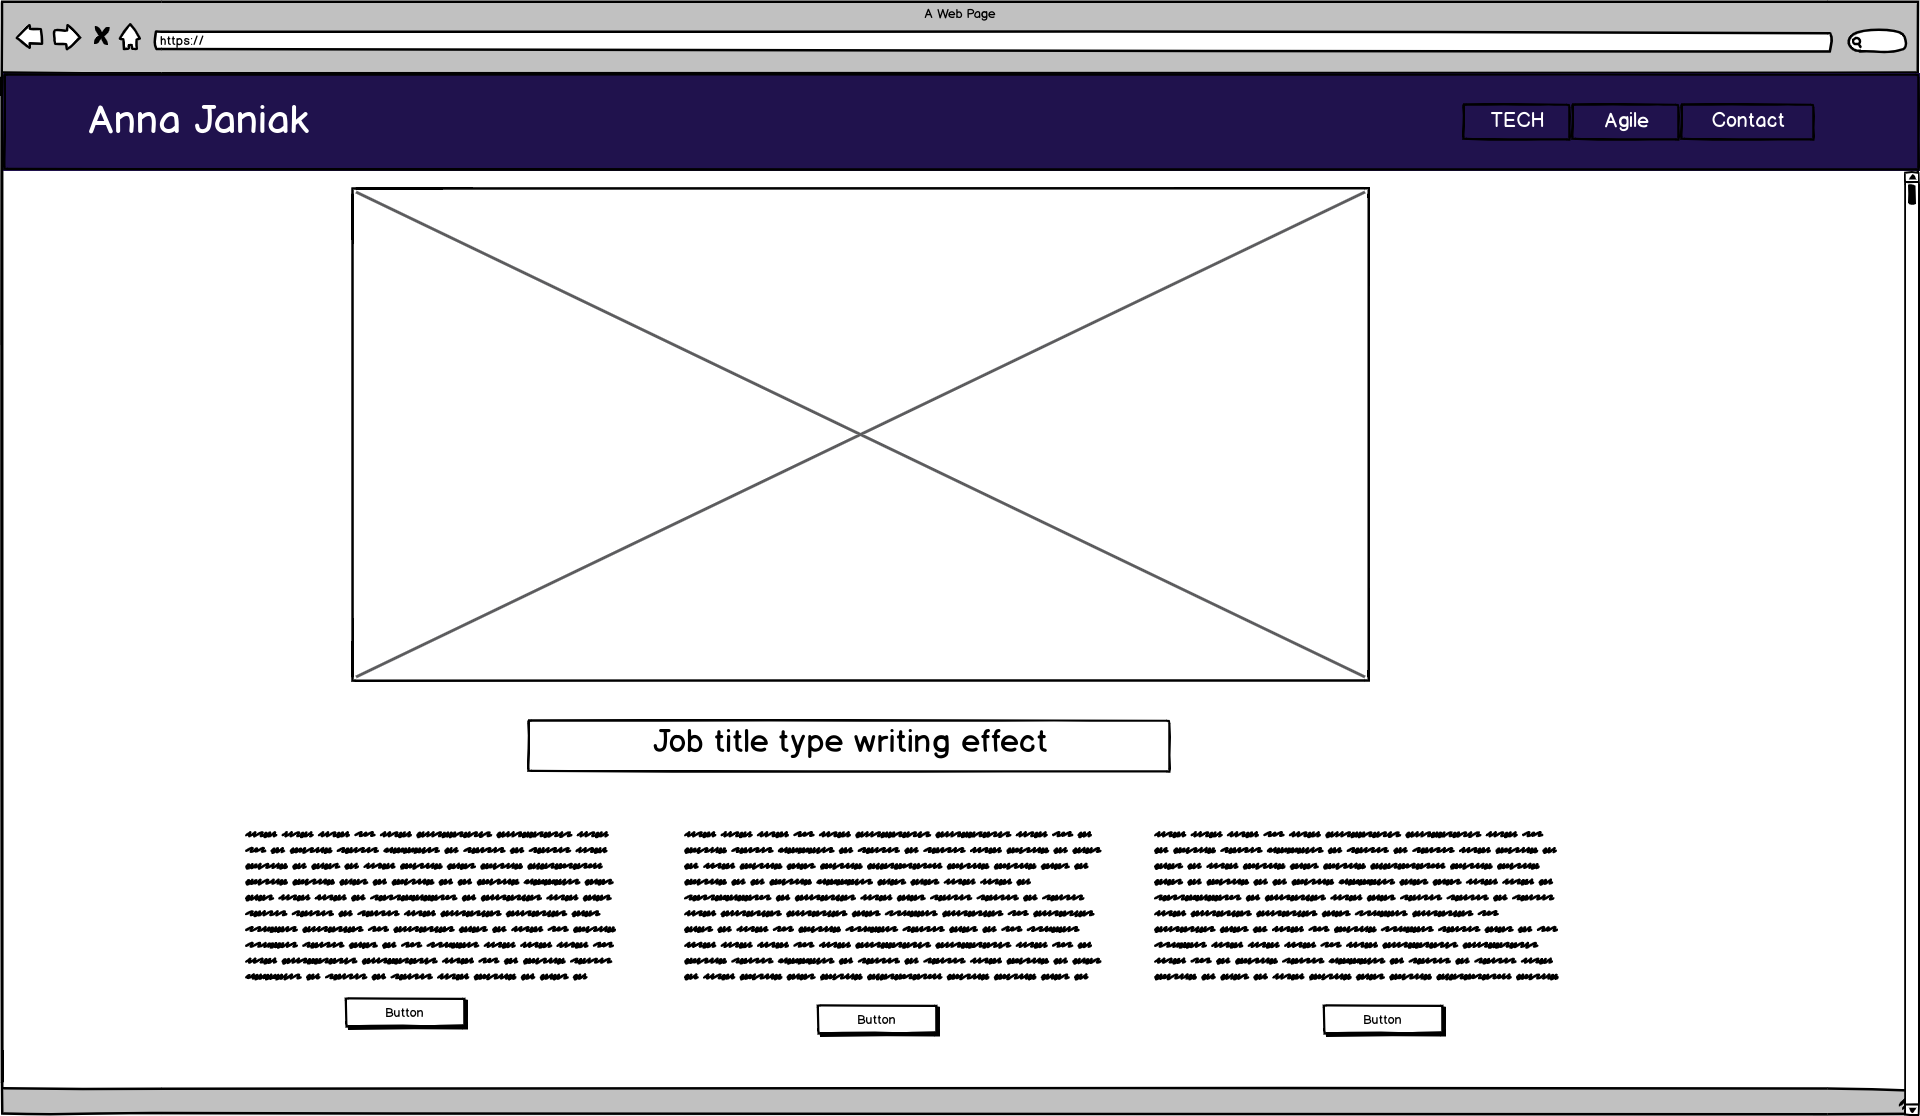 A Web Page
https://
Anna Janiak
TECH
Agile
Contact
Job title type writing effect
Button
Button
Button